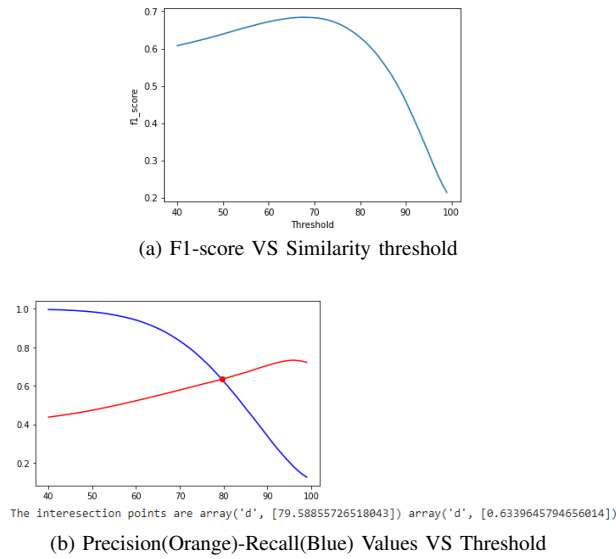 0.7
0.6
0.5
0.4
0.3
0.2
f1_score
40 50 60 70 80 90 100
Threshold
(a) F1-score VS Similarity threshold
1.0
0.8
0.6
0.4
0.2
40 50 60 70 80 90 100
The interesection points are array('d', [79.58855726518043]) array('d', [0.6339645794656014])
(b) Precision(Orange)-Recall(Blue) Values VS Threshold